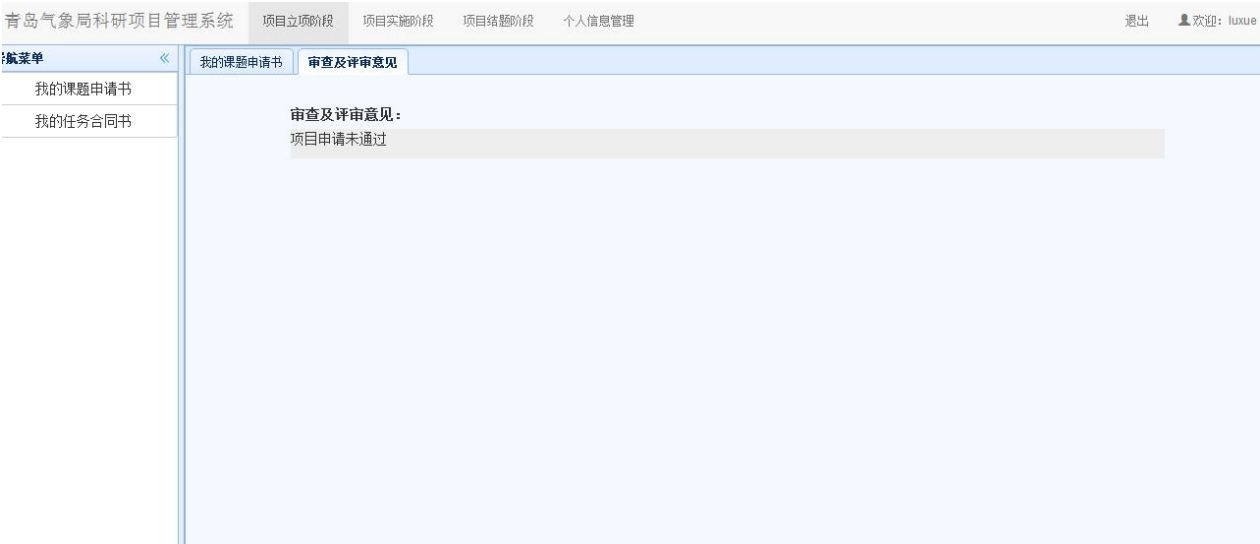 青岛气象局科研项目管理系统 项目立项阶段 项目实施阶段 项目结题阶段 个人信息管理 退出 欢迎：luxue
航菜单 我的课题申请书 审查及评审意见
我的课题申请书
我的任务合同书
审查及评审意见：
项目申请未通过